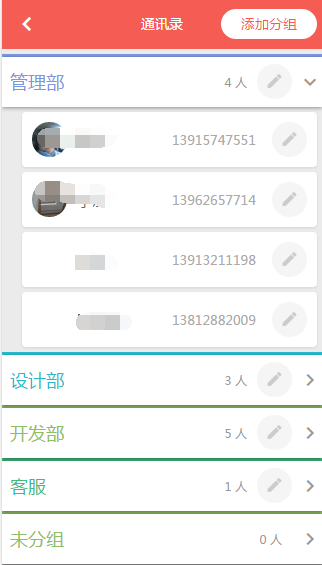 通讯录 添加分组
管理部 4 人
13915747551
13962657714
13913211198
13812882009
设计部 3 人
开发部 5 人
客服 1 人
未分组 0 人